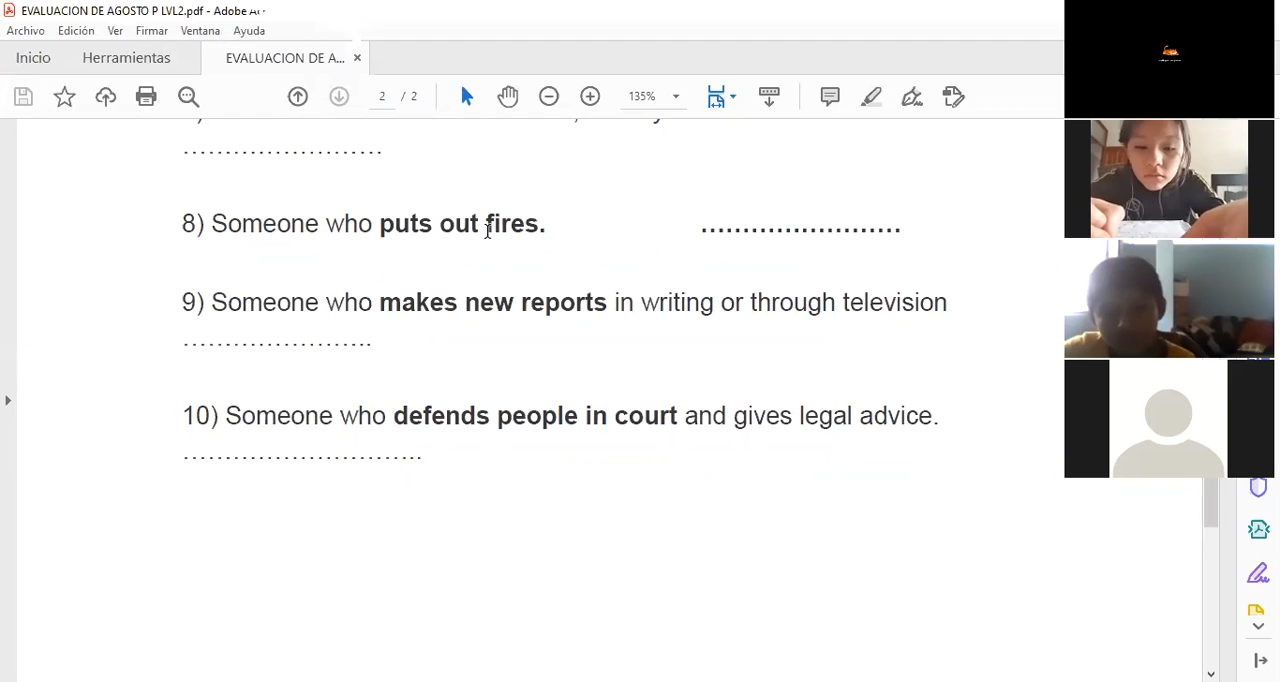 EVALUACION DE AGOSTO P LVL2.pdf - Adobe
Archivo Edición Ver Firmar Ventana Ayuda
Inicio Herramientas EVALUACION DE A... ×
2 / 2 135%
…………………….
8) Someone who puts out fires. ………….…………
9) Someone who makes new reports in writing or through television
…………………..
10) Someone who defends people in court and gives legal advice.
………………………..